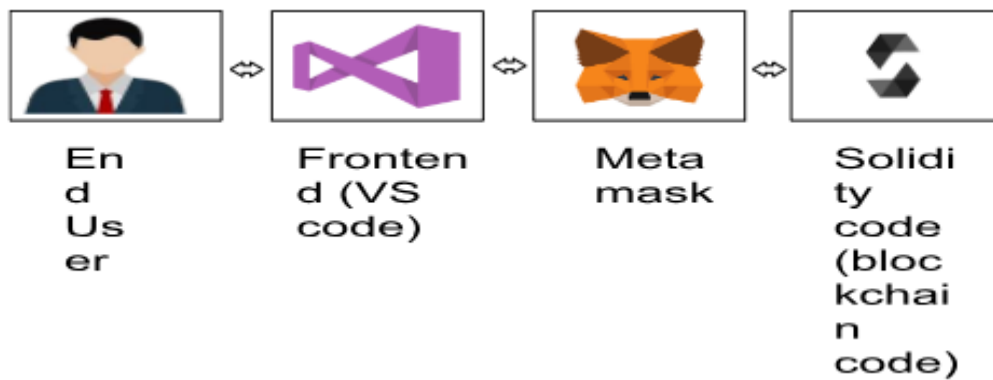 En
d
Us
er
Fronten
d (VS
code)
Meta
mask
Solidi
ty
code
(bloc
kchai
n
code)